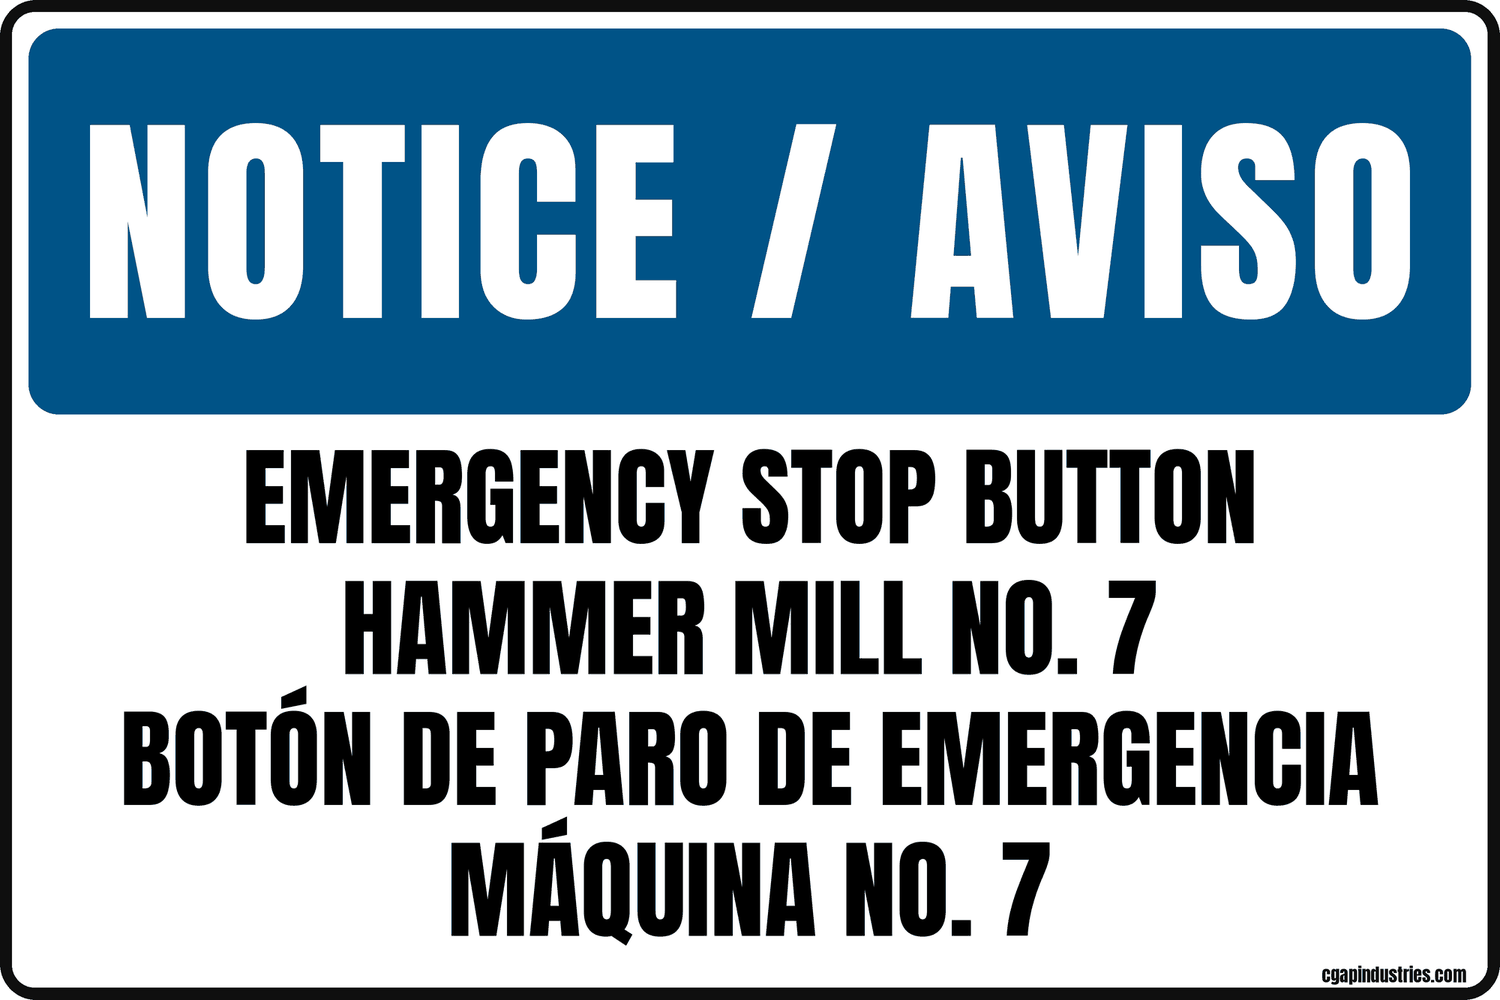 NOTICE / AVISO
EMERGENCY STOP BUTTON
HAMMER MILL NO. 7
BOTÓN DE PARO DE EMERGENCIA
MÁQUINA NO. 7
cgapindustries.com